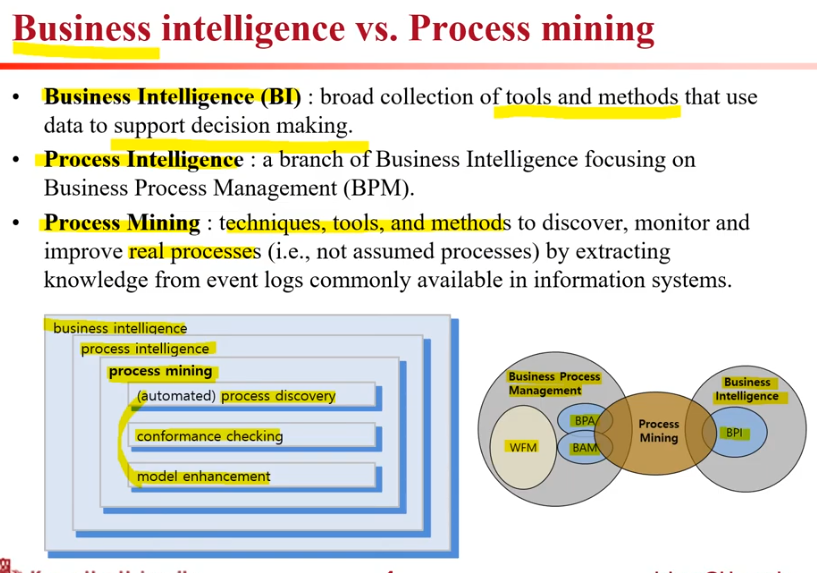 Business intelligence vs. Process mining
• Business Intelligence (BI) : broad collection of tools and methods that use
data to support decision making.
• Process Intelligence : a branch of Business Intelligence focusing on
Business Process Management (BPM).
• Process Mining : techniques, tools, and methods to discover, monitor and
improve real processes (i.e., not assumed processes) by extracting
knowledge from event logs commonly available in information systems.
business intelligence
process intelligence
process mining
(automated) process discovery
conformance checking
model enhancement
Business Process
Management
WFM
BPA
BAM
Process
Mining
Business
Intelligence
BPI